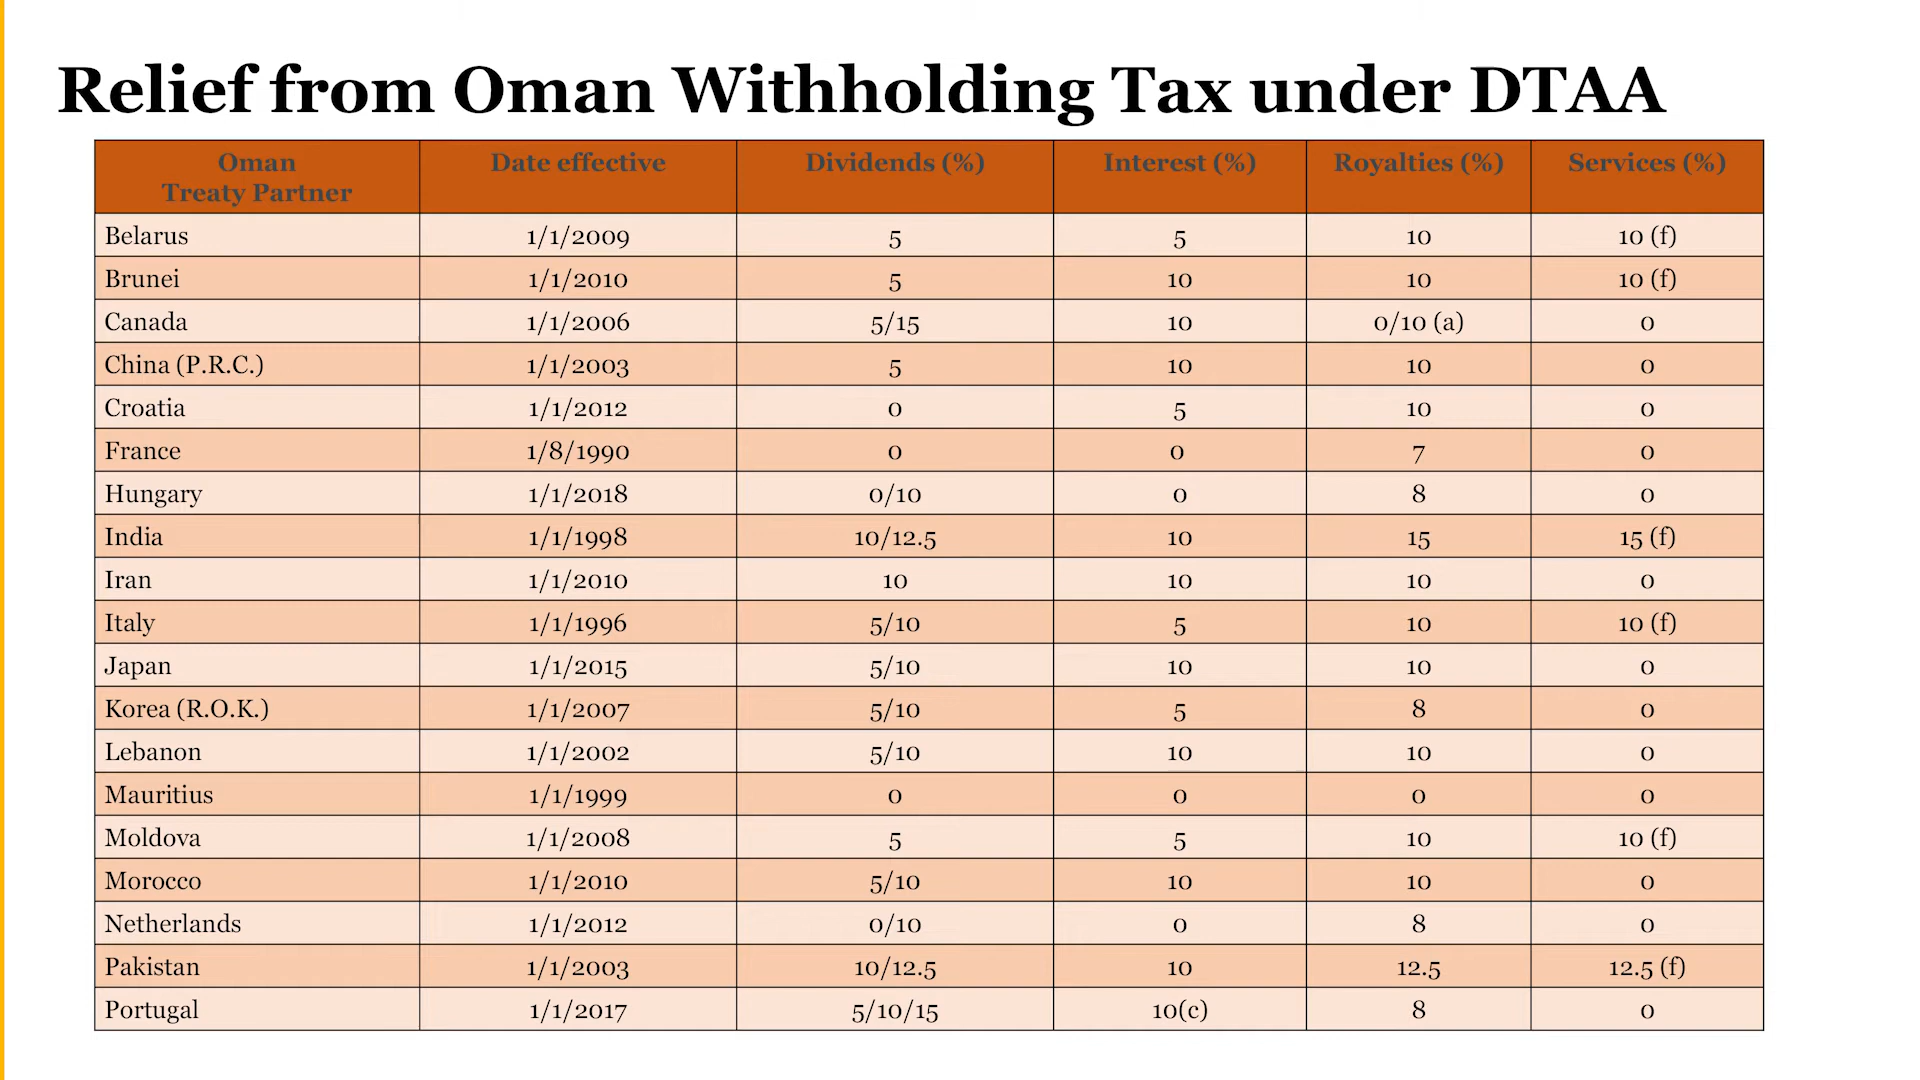 Relief from Oman Withholding Tax under DTAA
Oman Treaty Partner Date effective Dividends (%) Interest (%) Royalties (%) Services (%)
Belarus 1/1/2009 5 5 10 10 (f)
Brunei 1/1/2010 5 10 10 10 (f)
Canada 1/1/2006 5/15 10 0/10 (a) 0
China (P.R.C.) 1/1/2003 5 10 10 0
Croatia 1/1/2012 0 5 10 0
France 1/8/1990 0 0 7 0
Hungary 1/1/2018 0/10 0 8 0
India 1/1/1998 10/12.5 10 15 15 (f)
Iran 1/1/2010 10 10 10 0
Italy 1/1/1996 5/10 5 10 10 (f)
Japan 1/1/2015 5/10 10 10 0
Korea (R.O.K.) 1/1/2007 5/10 5 8 0
Lebanon 1/1/2002 5/10 10 10 0
Mauritius 1/1/1999 0 0 0 0
Moldova 1/1/2008 5 5 10 10 (f)
Morocco 1/1/2010 5/10 10 10 0
Netherlands 1/1/2012 0/10 0 8 0
Pakistan 1/1/2003 10/12.5 10 12.5 12.5 (f)
Portugal 1/1/2017 5/10/15 10(c) 8 0